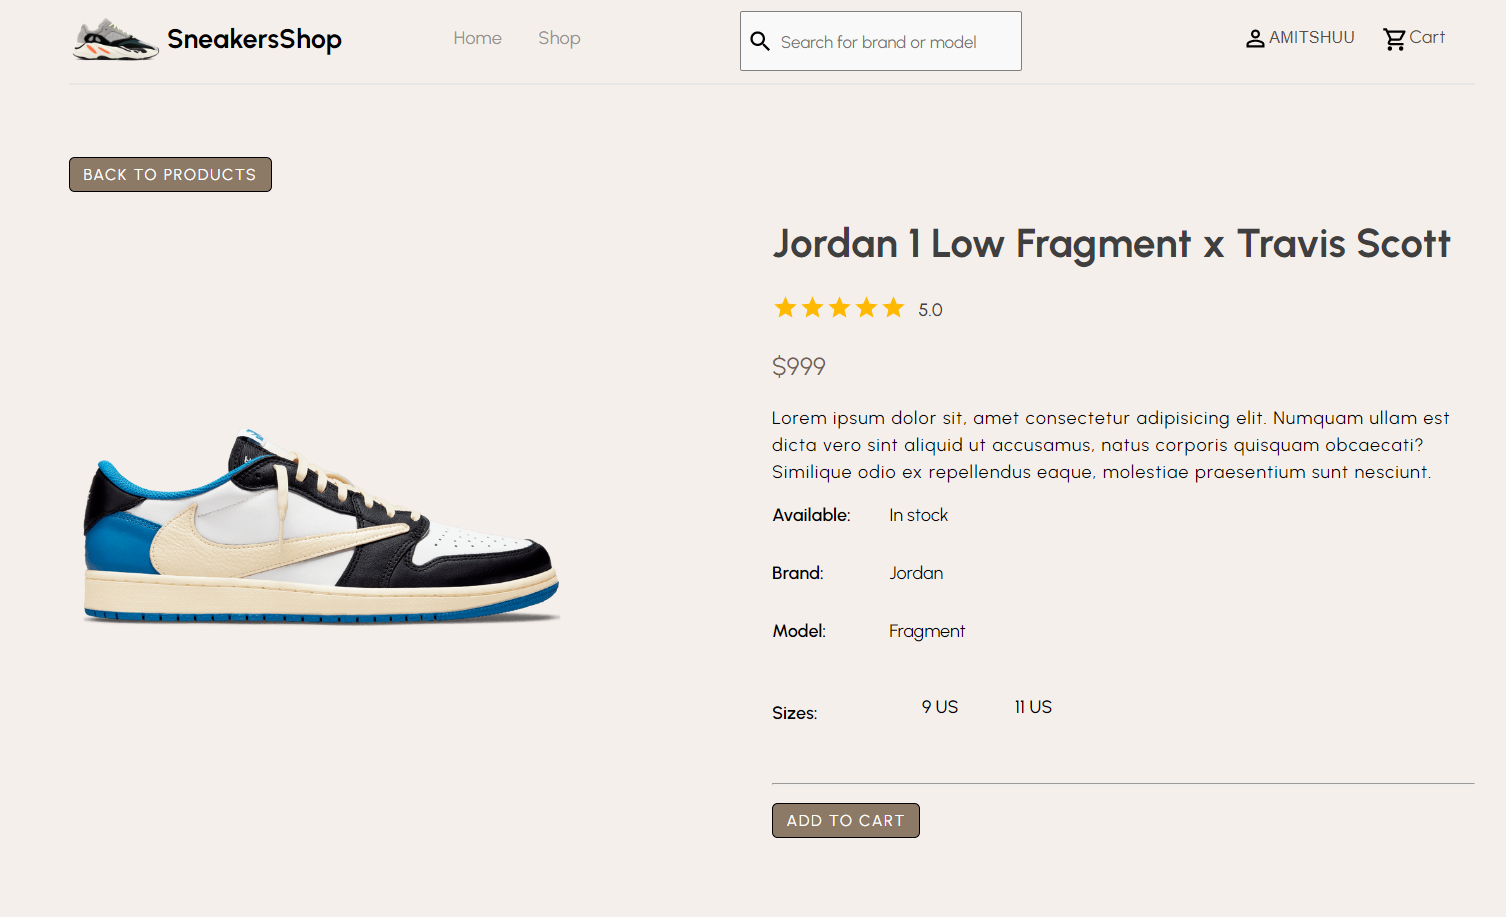 SneakersShop
Home
Shop
Search for brand or model
AMITSHUU
Cart
BACK TO PRODUCTS
Jordan 1 Low Fragment x Travis Scott
5.0
$999
Lorem ipsum dolor sit, amet consectetur adipisicing elit. Numquam ullam est
dicta vero sint aliquid ut accusamus, natus corporis quisquam obcaecati?
Similique odio ex repellendus eaque, molestiae praesentium sunt nesciunt.
Available: In stock
Brand: Jordan
Model: Fragment
Sizes: 9 US 11 US
ADD TO CART